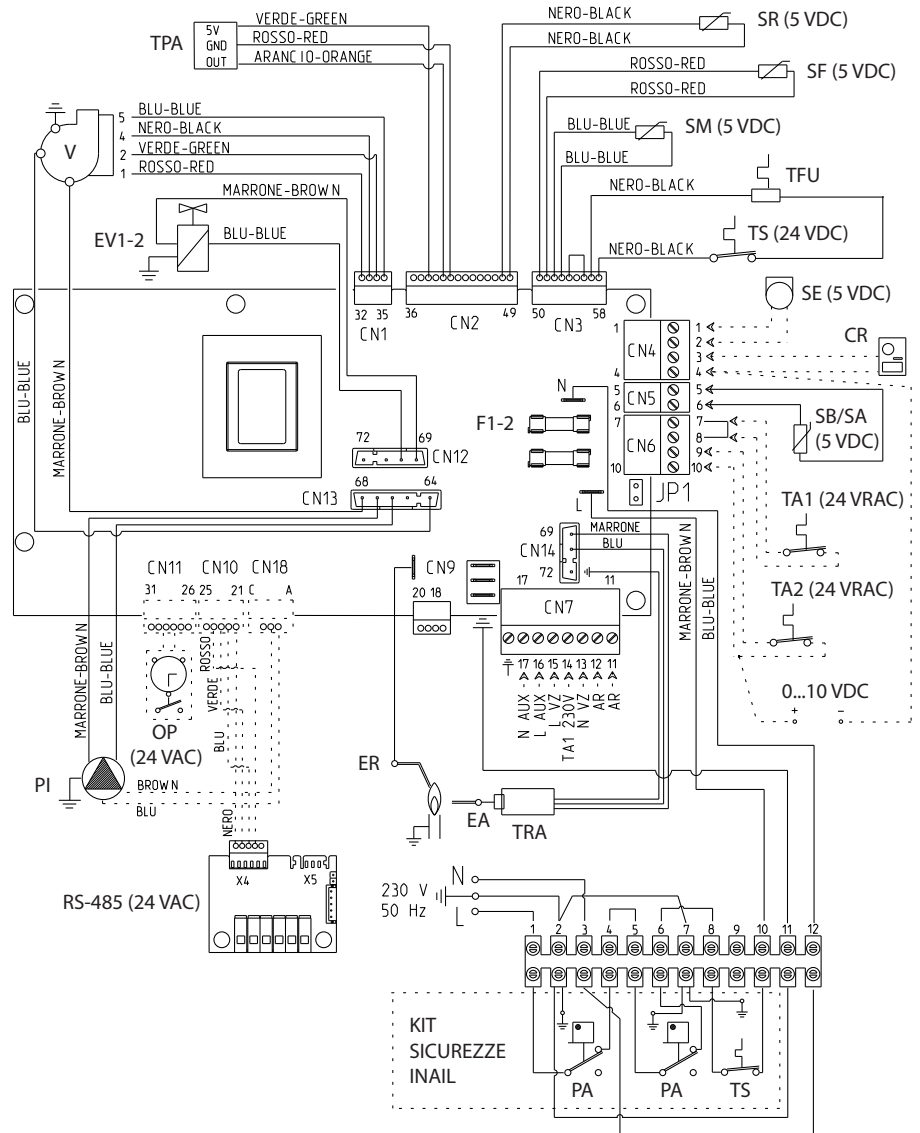 TPA
5V
GND
OUT
VERDE-GREEN
ROSSO-RED
ARANCIO-ORANGE
NERO-BLACK
NERO-BLACK
SR (5 VDC)
ROSSO-RED
ROSSO-RED
SF (5 VDC)
BLU-BLUE
BLU-BLUE
SM (5 VDC)
V
5 BLU-BLUE
4 NERO-BLACK
2 VERDE-GREEN
1 ROSSO-RED
MARRONE-BROWN
EV1-2
BLU-BLUE
NERO-BLACK
TFU
NERO-BLACK
TS (24 VDC)
SE (5 VDC)
32 35
CN1
36 49
CN2
50 58
CN3
CR
1 CN4 1
2
3
4 4
5 CN5 5
6 6
7 CN6 7
8
9
10 10
SB/SA
(5 VDC)
BLU-BLUE
MARRONE-BROWN
N
F1-2
L
JP1
72 69
CN12
CN13 68 64
TA1 (24 VRAC)
TA2 (24 VRAC)
0...10 VDC
+ -
69 MARRONE
CN14 BLU
72
MARRONE-BROWN
BLU-BLUE
CN11 CN10 CN18
31 26 25 21 C A
CN9
20 18
17 11
CN7
17 16 15 14 13 12 11
N AUX
L AUX
L VZ
TA1 230V
N VZ
AR
AR
MARRONE-BROWN
BLU-BLUE
ROSSO
VERDE
BLU
NERO
OP
(24 VAC)
PI
BROWN
BLU
ER
EA
TRA
X4 X5
RS-485 (24 VAC)
230 V
50 Hz
N
L
1 2 3 4 5 6 7 8 9 10 11 12
KIT
SICUREZZE
INAIL
PA
PA
TS